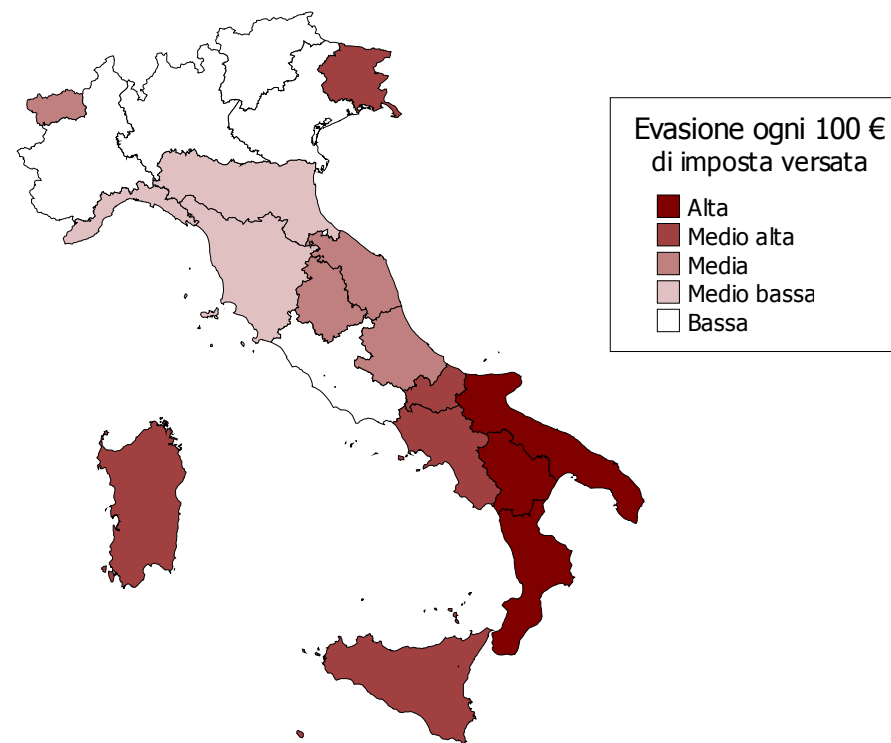 Evasione ogni 100 €
di imposta versata
Alta
Medio alta
Media
Medio bassa
Bassa